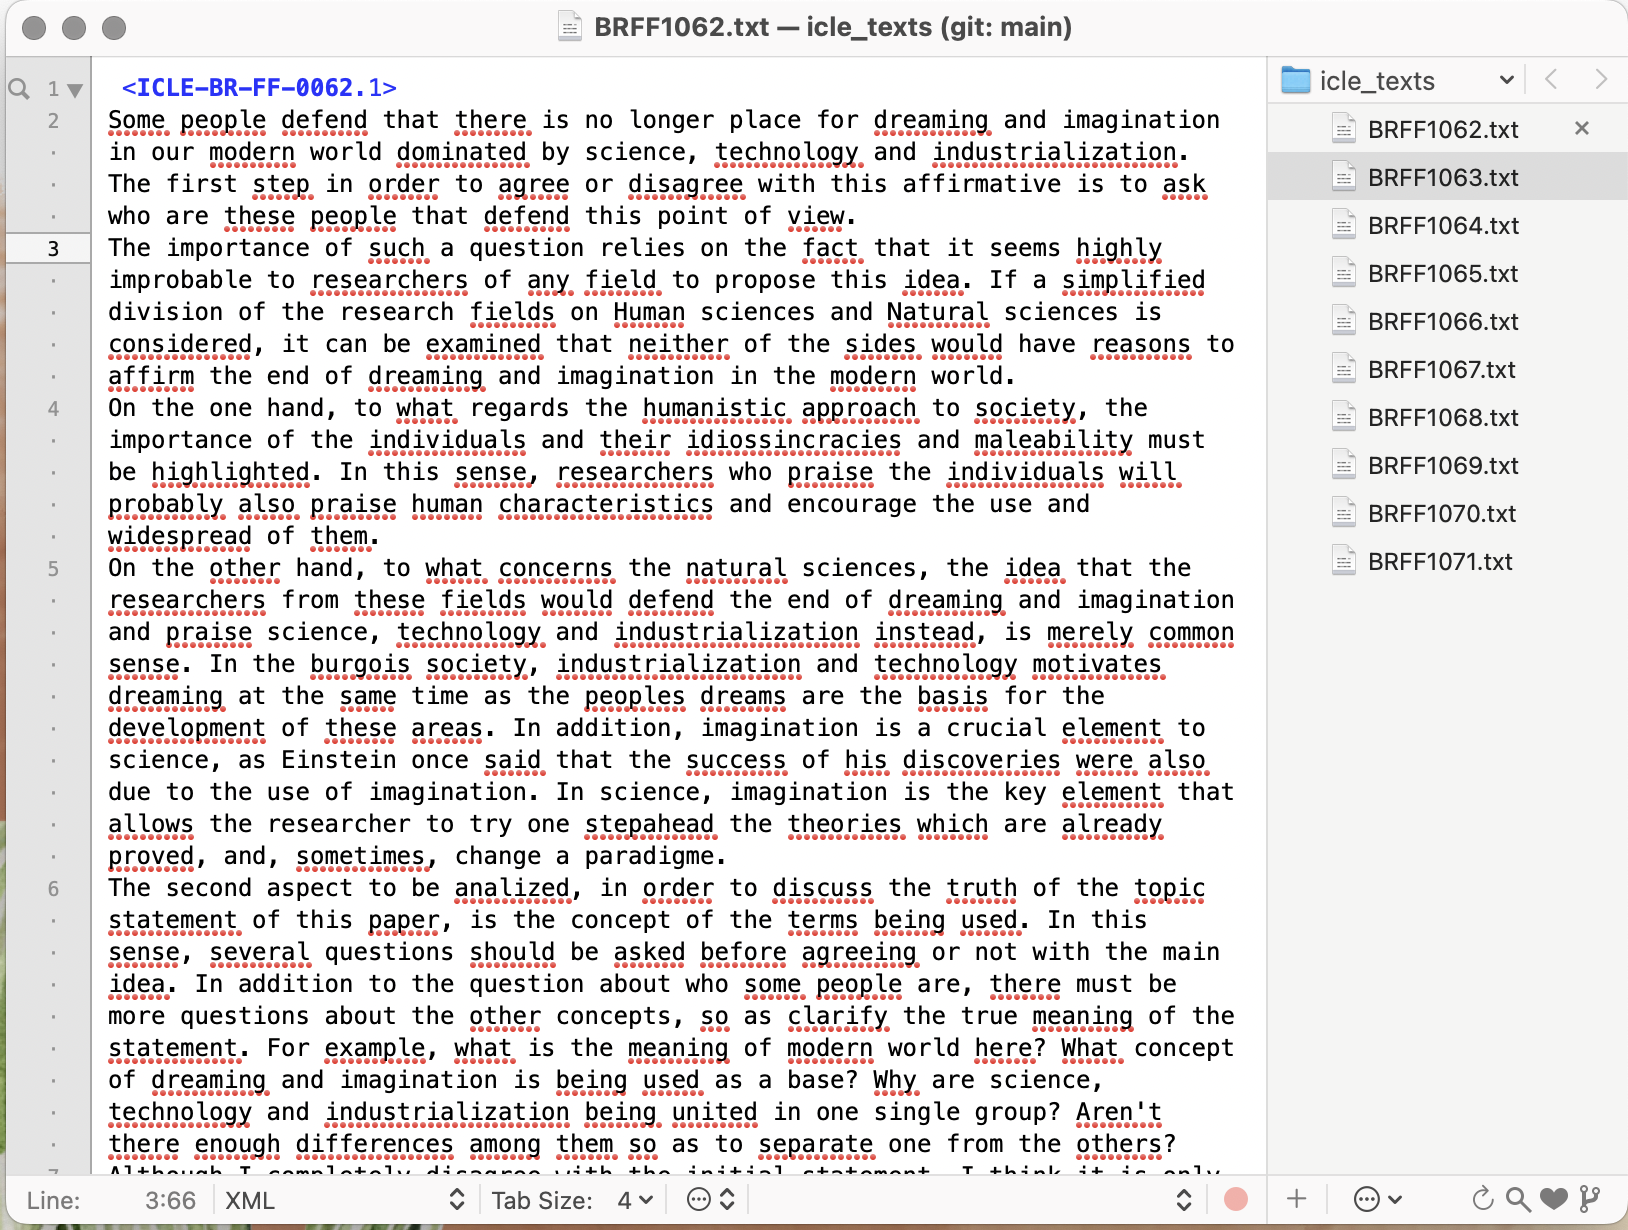 BRFF1062.txt — icle_texts (git: main)
1 <ICLE-BR-FF-0062.1>
2 Some people defend that there is no longer place for dreaming and imagination
in our modern world dominated by science, technology and industrialization.
The first step in order to agree or disagree with this affirmative is to ask
who are these people that defend this point of view.
3 The importance of such a question relies on the fact that it seems highly
improbable to researchers of any field to propose this idea. If a simplified
division of the research fields on Human sciences and Natural sciences is
considered, it can be examined that neither of the sides would have reasons to
affirm the end of dreaming and imagination in the modern world.
4 On the one hand, to what regards the humanistic approach to society, the
importance of the individuals and their idiossincracies and maleability must
be highlighted. In this sense, researchers who praise the individuals will
probably also praise human characteristics and encourage the use and
widespread of them.
5 On the other hand, to what concerns the natural sciences, the idea that the
researchers from these fields would defend the end of dreaming and imagination
and praise science, technology and industrialization instead, is merely common
sense. In the burgois society, industrialization and technology motivates
dreaming at the same time as the peoples dreams are the basis for the
development of these areas. In addition, imagination is a crucial element to
science, as Einstein once said that the success of his discoveries were also
due to the use of imagination. In science, imagination is the key element that
allows the researcher to try one stepahead the theories which are already
proved, and, sometimes, change a paradigme.
6 The second aspect to be analized, in order to discuss the truth of the topic
statement of this paper, is the concept of the terms being used. In this
sense, several questions should be asked before agreeing or not with the main
idea. In addition to the question about who some people are, there must be
more questions about the other concepts, so as clarify the true meaning of the
statement. For example, what is the meaning of modern world here? What concept
of dreaming and imagination is being used as a base? Why are science,
technology and industrialization being united in one single group? Aren't
there enough differences among them so as to separate one from the others?
7 Although I completely disagree with the initial statement, I think it is only
icle_texts
BRFF1062.txt
BRFF1063.txt
BRFF1064.txt
BRFF1065.txt
BRFF1066.txt
BRFF1067.txt
BRFF1068.txt
BRFF1069.txt
BRFF1070.txt
BRFF1071.txt
Line: 3:66 XML Tab Size: 4